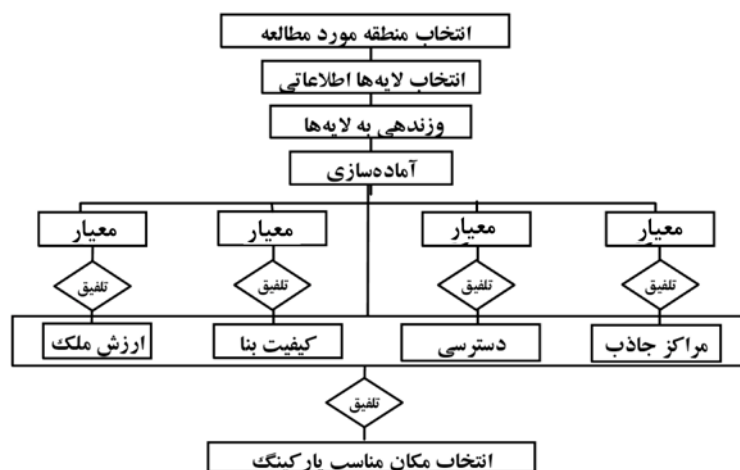 انتخاب منطقه مورد مطالعه
انتخاب لایه‌ها اطلاعاتی
وزندهی به لایه‌ها
آماده‌سازی
معیار
معیار
معیار
معیار
تلفیق
تلفیق
تلفیق
تلفیق
مراکز جاذب
دسترسی
کیفیت بنا
ارزش ملک
تلفیق
انتخاب مکان مناسب پارکینگ